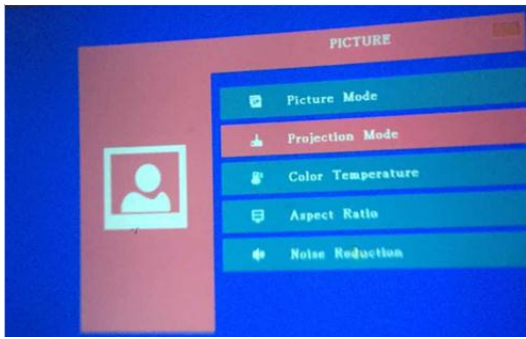 PICTURE
Picture Mode
Projection Mode
Color Temperature
Aspect Ratio
Noise Reduction